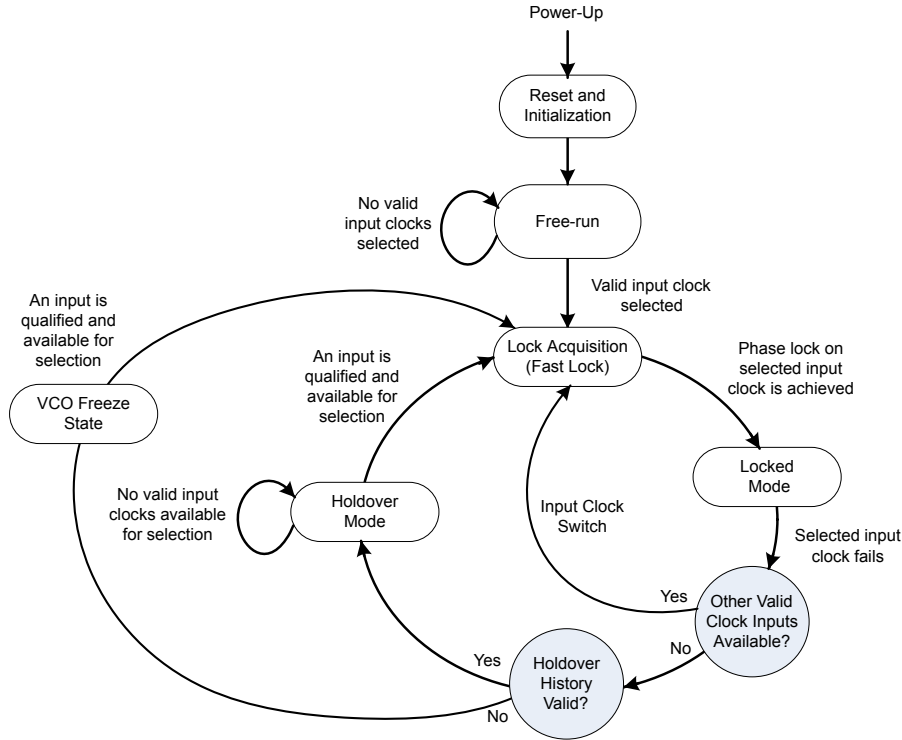 Power-Up
Reset and
Initialization
No valid
input clocks
selected
Free-run
Valid input clock
selected
An input is
qualified and
available for
selection
Lock Acquisition
(Fast Lock)
An input is
qualified and
available for
selection
Phase lock on
selected input
clock is achieved
VCO Freeze
State
Locked
Mode
No valid input
clocks available
for selection
Holdover
Mode
Input Clock
Switch
Selected input
clock fails
Yes
Other Valid
Clock Inputs
Available?
No
Yes
Holdover
History
Valid?
No